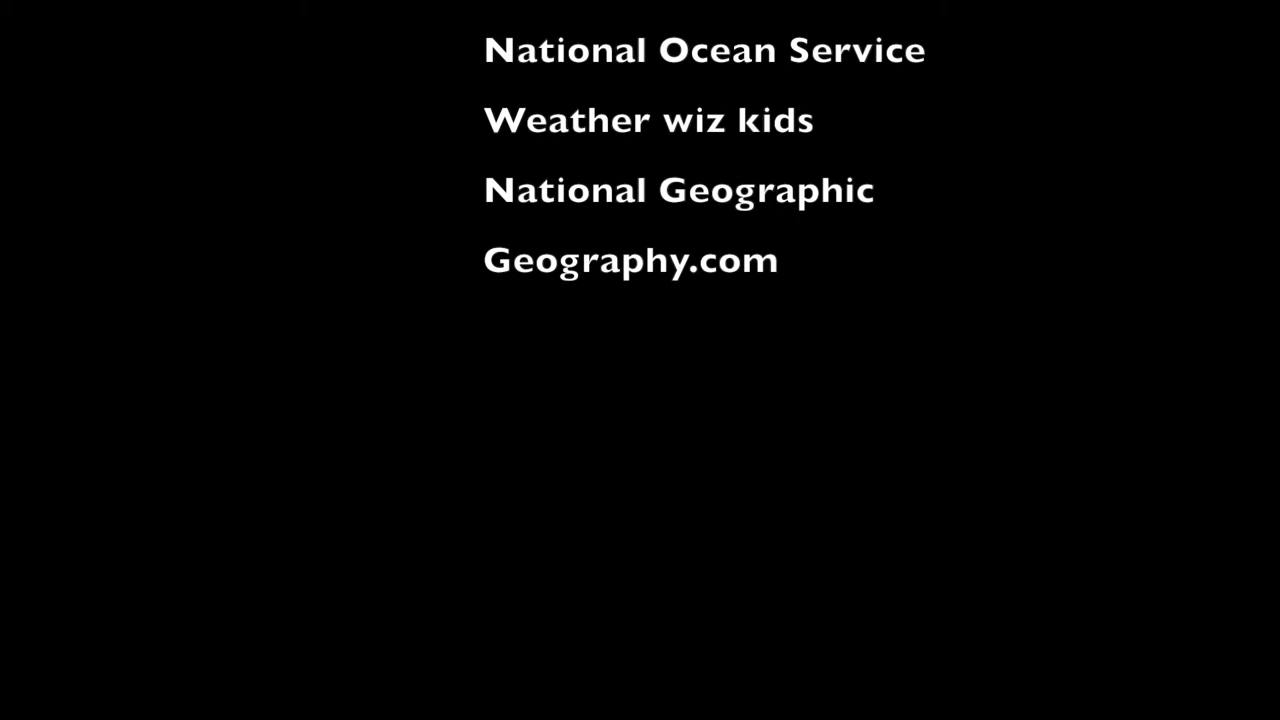 National Ocean Service
Weather wiz kids
National Geographic
Geography.com